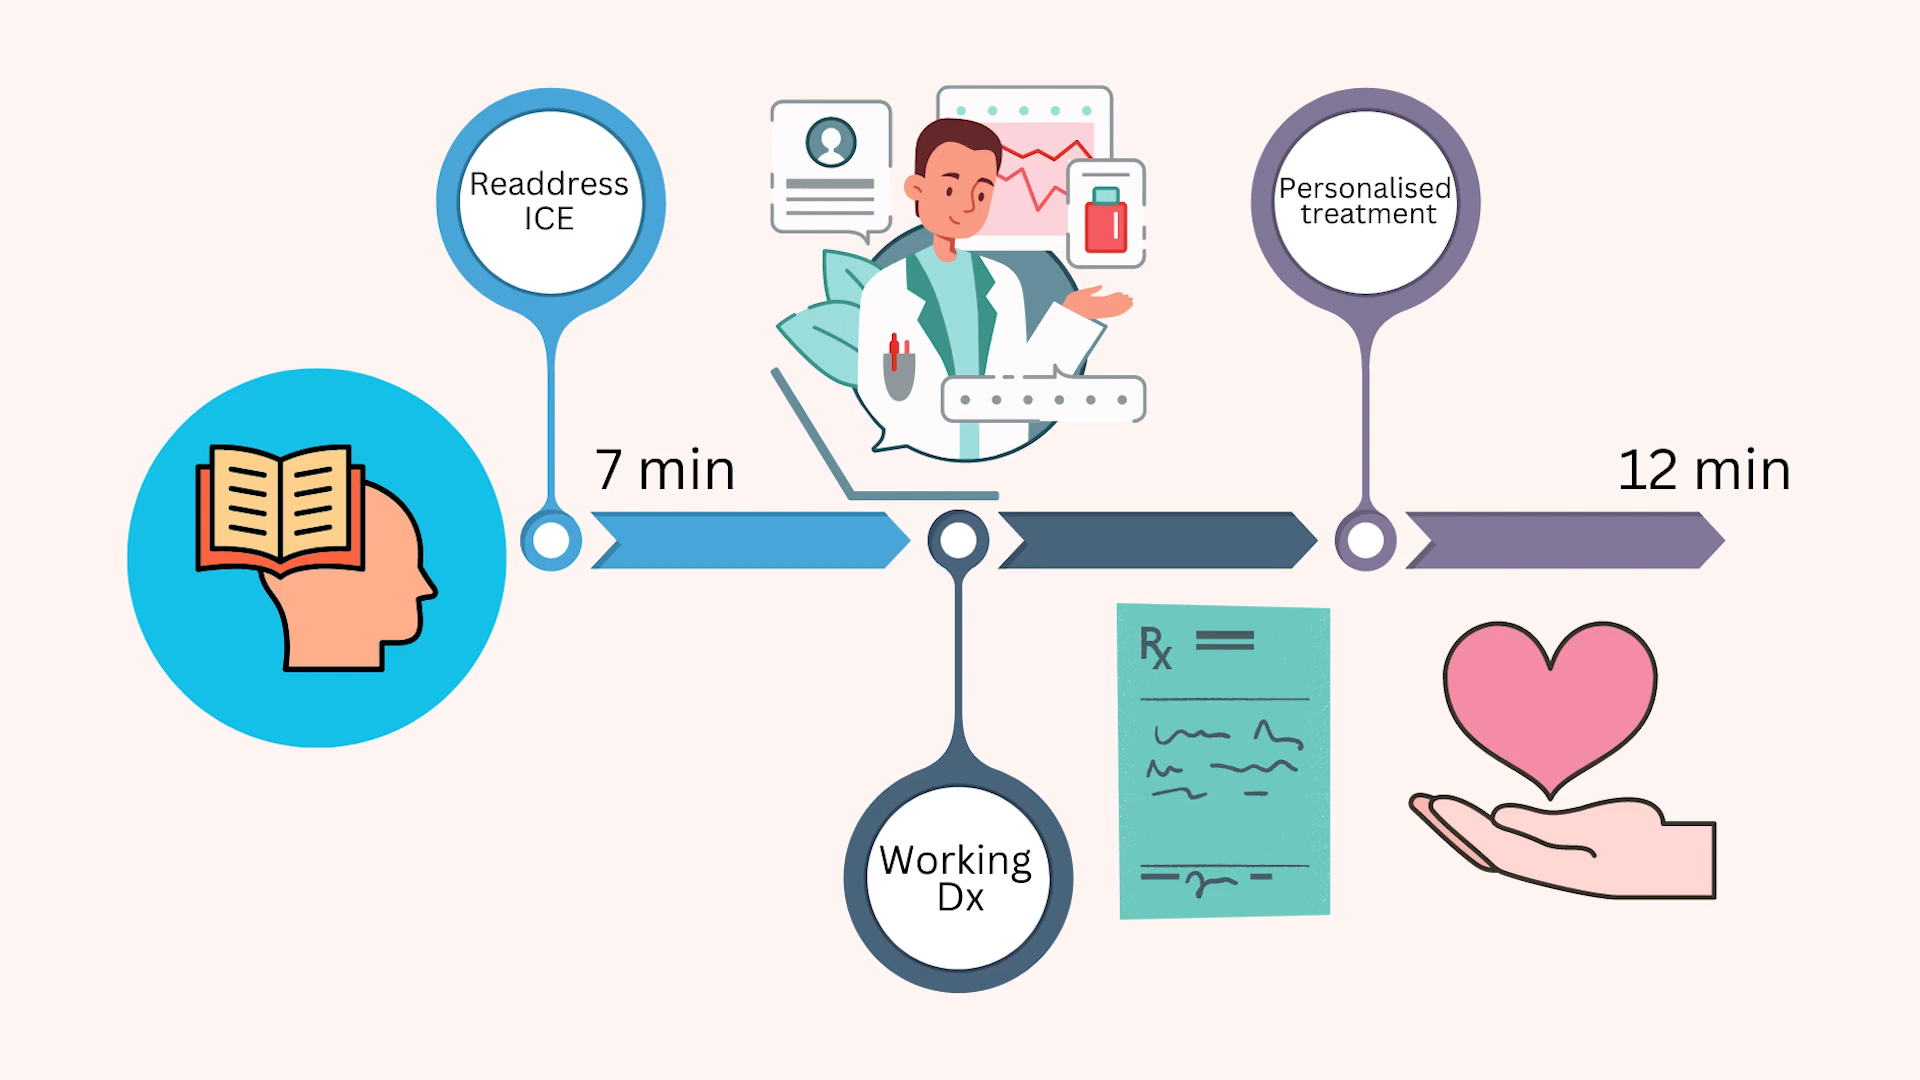 Readdress
ICE
7 min
Working
Dx
Rx
Personalised
treatment
12 min